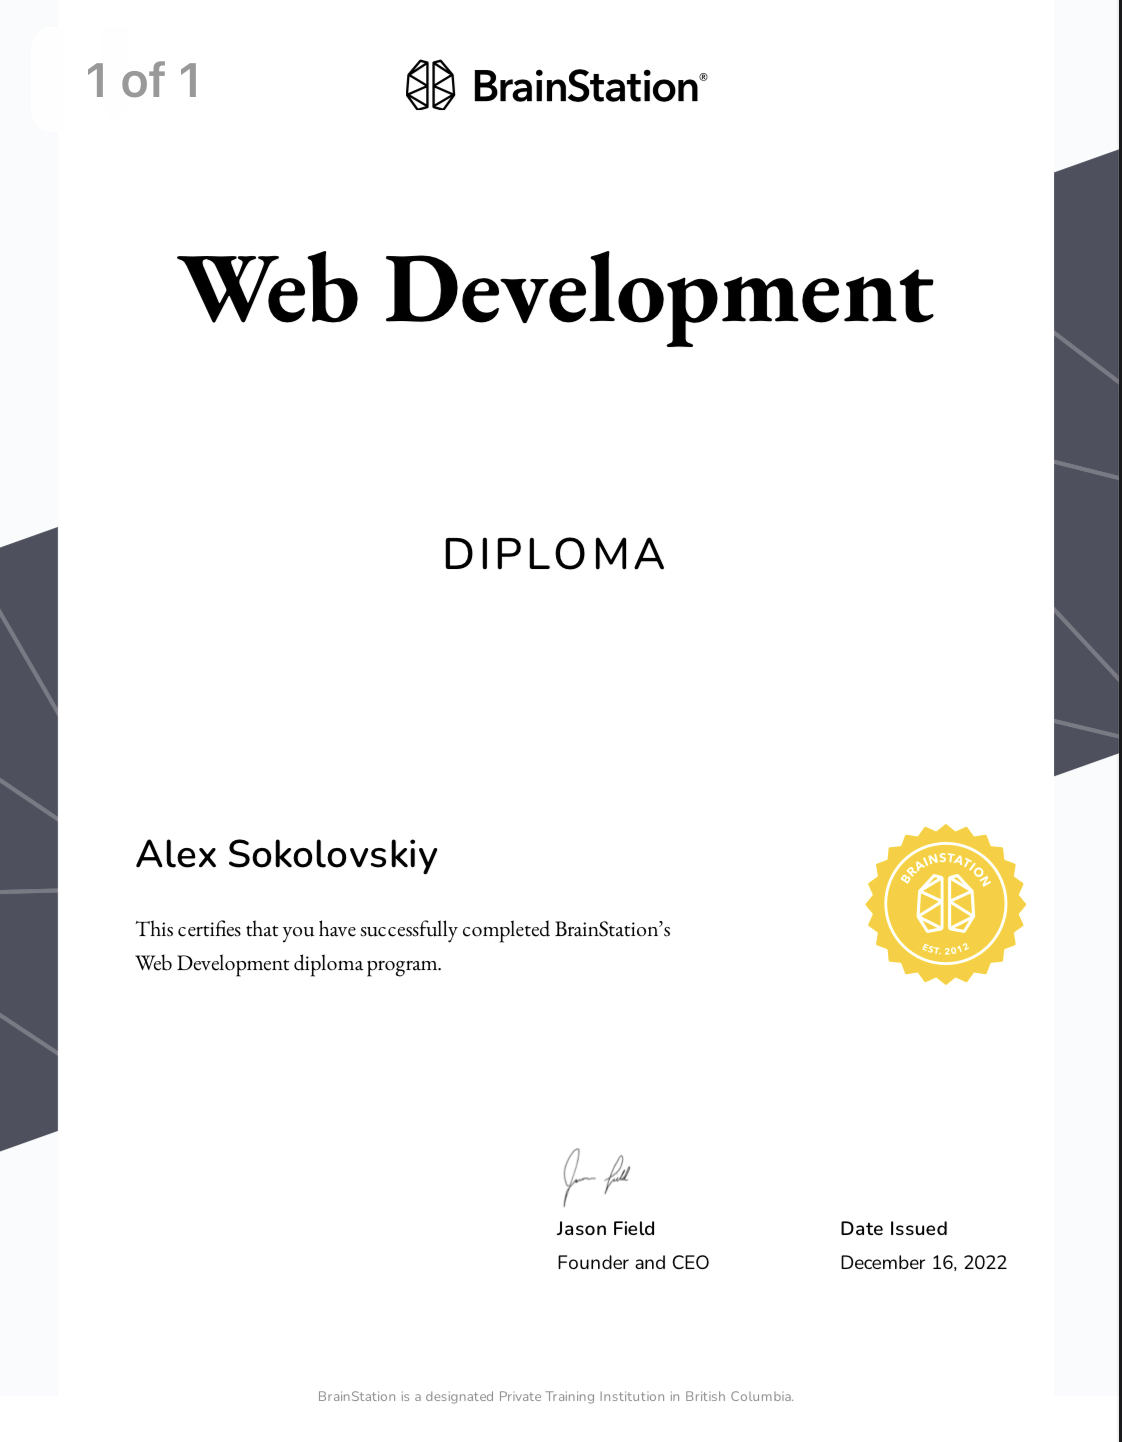 1 of 1
BrainStation®
Web Development
DIPLOMA
Alex Sokolovskiy
This certifies that you have successfully completed BrainStation’s
Web Development diploma program.
BRAINSTATION
EST. 2012
Jason Field
Jason Field
Founder and CEO
Date Issued
December 16, 2022
BrainStation is a designated Private Training Institution in British Columbia.